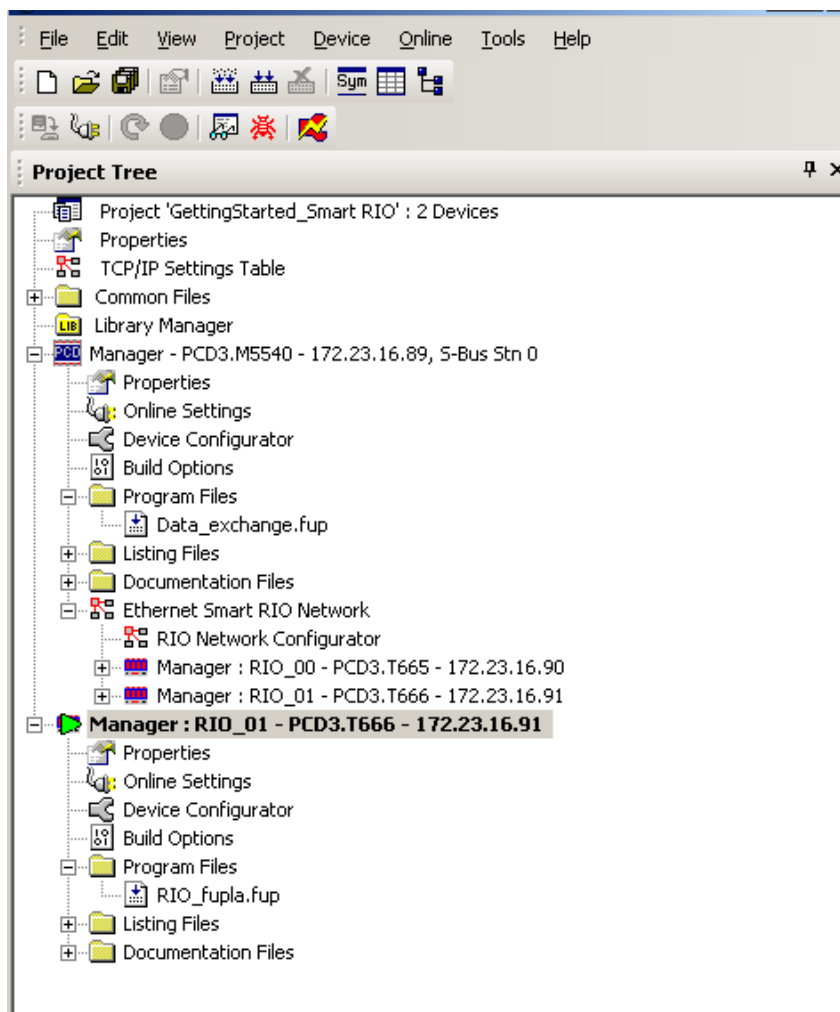 File Edit View Project Device Online Tools Help
Sym
Project Tree
Project 'GettingStarted_Smart RIO' : 2 Devices
Properties
TCP/IP Settings Table
Common Files
LIB Library Manager
PCD Manager - PCD3.M5540 - 172.23.16.89, S-Bus Stn 0
Properties
Online Settings
Device Configurator
Build Options
Program Files
Data_exchange.fup
Listing Files
Documentation Files
Ethernet Smart RIO Network
RIO Network Configurator
Manager : RIO_00 - PCD3.T665 - 172.23.16.90
Manager : RIO_01 - PCD3.T666 - 172.23.16.91
Manager : RIO_01 - PCD3.T666 - 172.23.16.91
Properties
Online Settings
Device Configurator
Build Options
Program Files
RIO_fupla.fup
Listing Files
Documentation Files